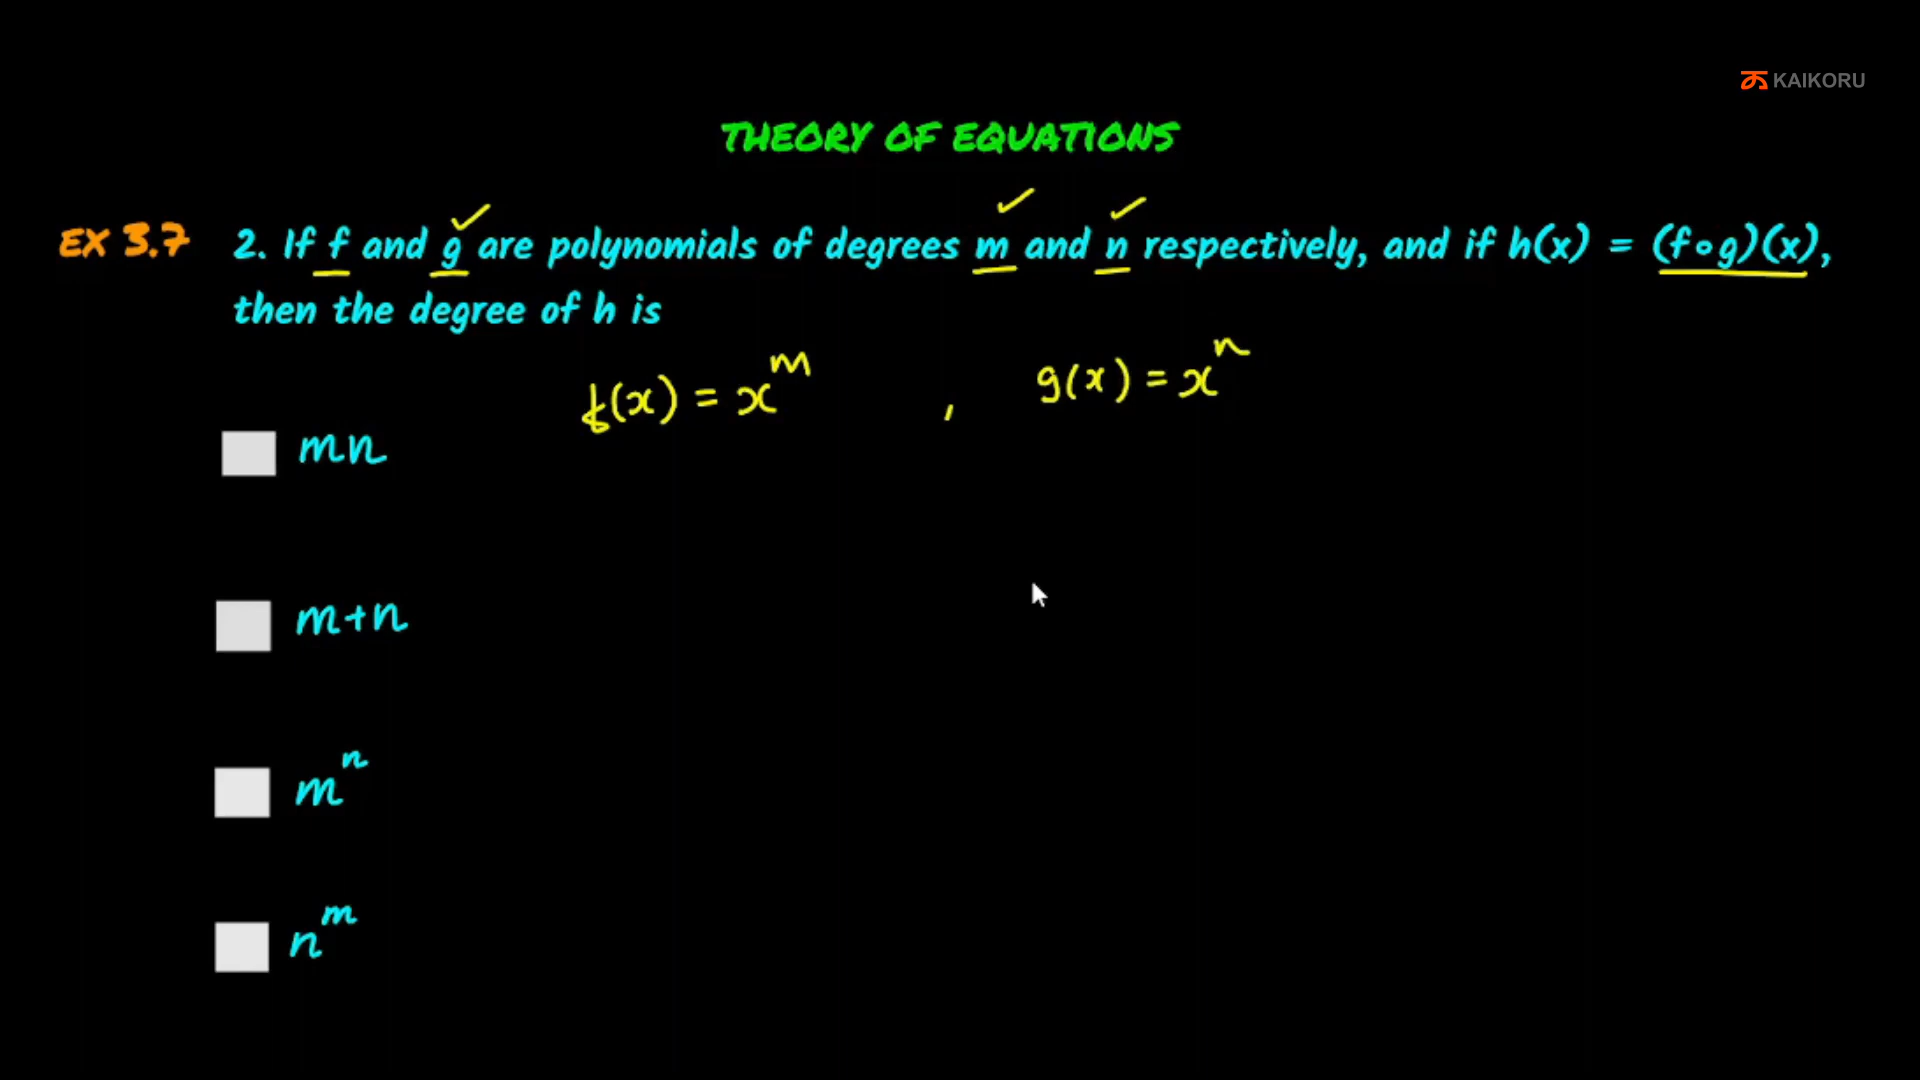 KAIKORU
THEORY OF EQUATIONS
EX 3.7 2. If f and g are polynomials of degrees m and n respectively, and if h(x) = (f∘g)(x),
then the degree of h is
f(x) = x^m , g(x) = x^n
mn
m+n
m^n
n^m